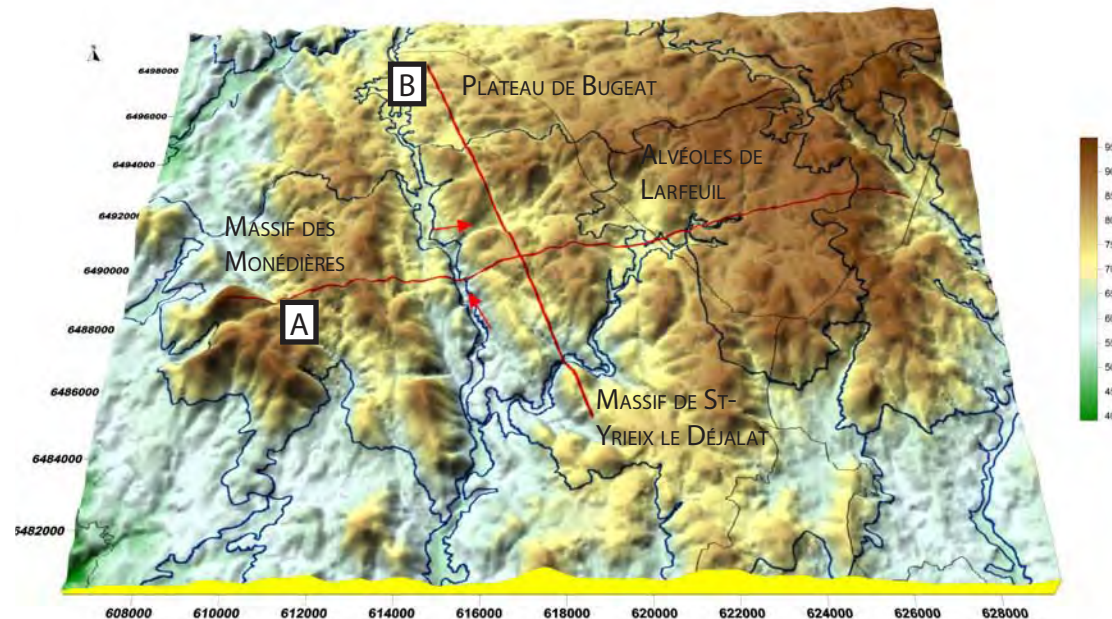 B
PLATEAU DE BUGEAT
ALVÉOLES DE
LARFEUIL
MASSIF DES
MONÉDIÈRES
A
MASSIF DE ST-
YRIEIX LE DÉJALAT
6498000
6496000
6494000
6492000
6490000
6488000
6486000
6484000
6482000
608000 610000 612000 614000 616000 618000 620000 622000 624000 626000 628000